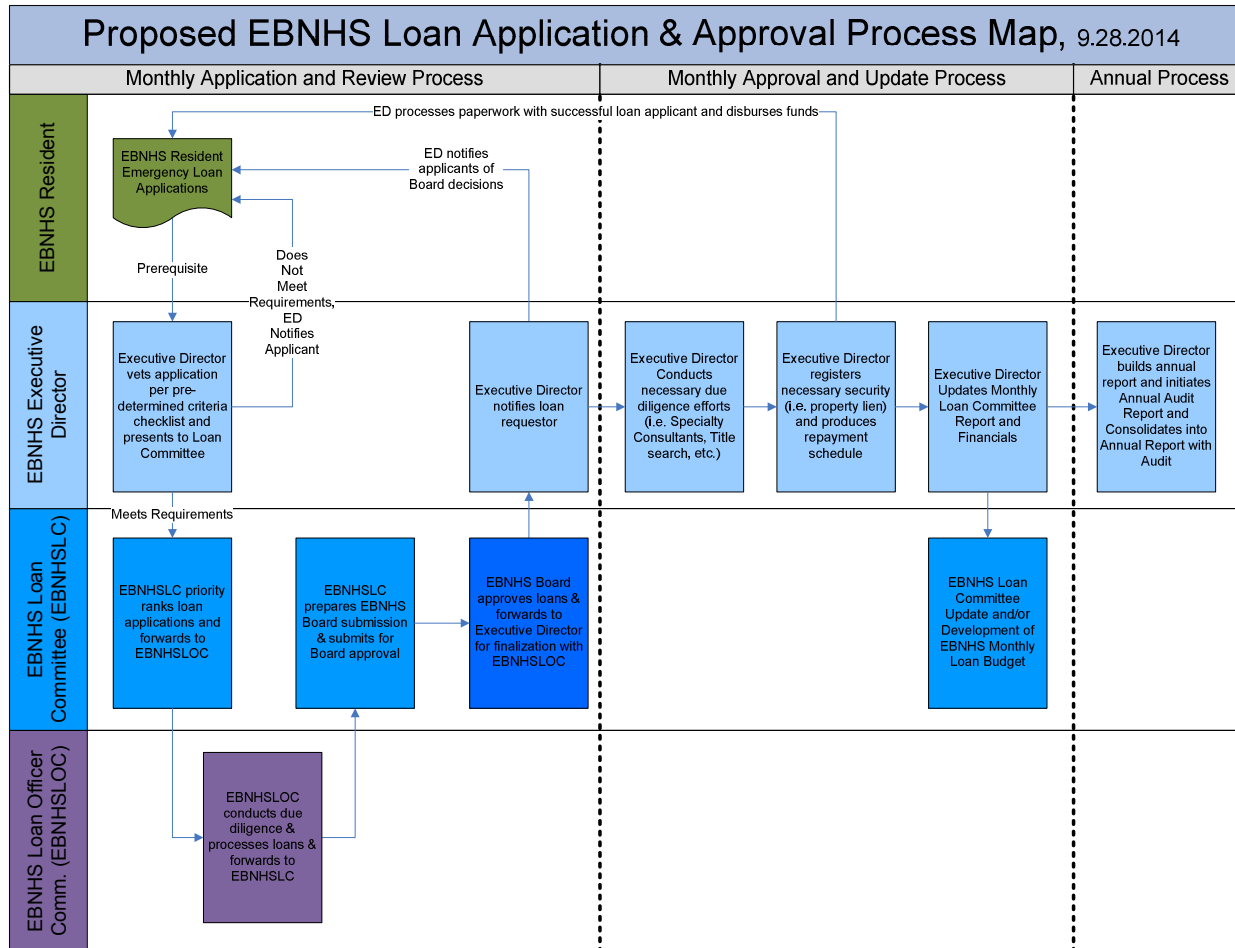 Proposed EBNHS Loan Application & Approval Process Map, 9.28.2014
Monthly Application and Review Process
Monthly Approval and Update Process
Annual Process
EBNHS Resident
ED processes paperwork with successful loan applicant and disburses funds
EBNHS Resident
Emergency Loan
Applications
ED notifies
applicants of
Board decisions
Prerequisite
Does
Not
Meet
Requirements,
ED
Notifies
Applicant
EBNHS Executive
Director
Executive Director
vets application
per pre-
determined criteria
checklist and
presents to Loan
Committee
Executive Director
notifies loan
requestor
Executive Director
Conducts
necessary due
diligence efforts
(i.e. Specialty
Consultants, Title
search, etc.)
Executive Director
registers
necessary security
(i.e. property lien)
and produces
repayment
schedule
Executive Director
Updates Monthly
Loan Committee
Report and
Financials
Executive Director
builds annual
report and initiates
Annual Audit
Report and
Consolidates into
Annual Report with
Audit
Meets Requirements
EBNHS Loan
Committee (EBNHSLC)
EBNHSLC priority
ranks loan
applications and
forwards to
EBNHSLOC
EBNHSLC
prepares EBNHS
Board submission
& submits for
Board approval
EBNHS Board
approves loans &
forwards to
Executive Director
for finalization with
EBNHSLOC
EBNHS Loan
Committee
Update and/or
Development of
EBNHS Monthly
Loan Budget
EBNHS Loan Officer
Comm. (EBNHSLOC)
EBNHSLOC
conducts due
diligence &
processes loans &
forwards to
EBNHSLC